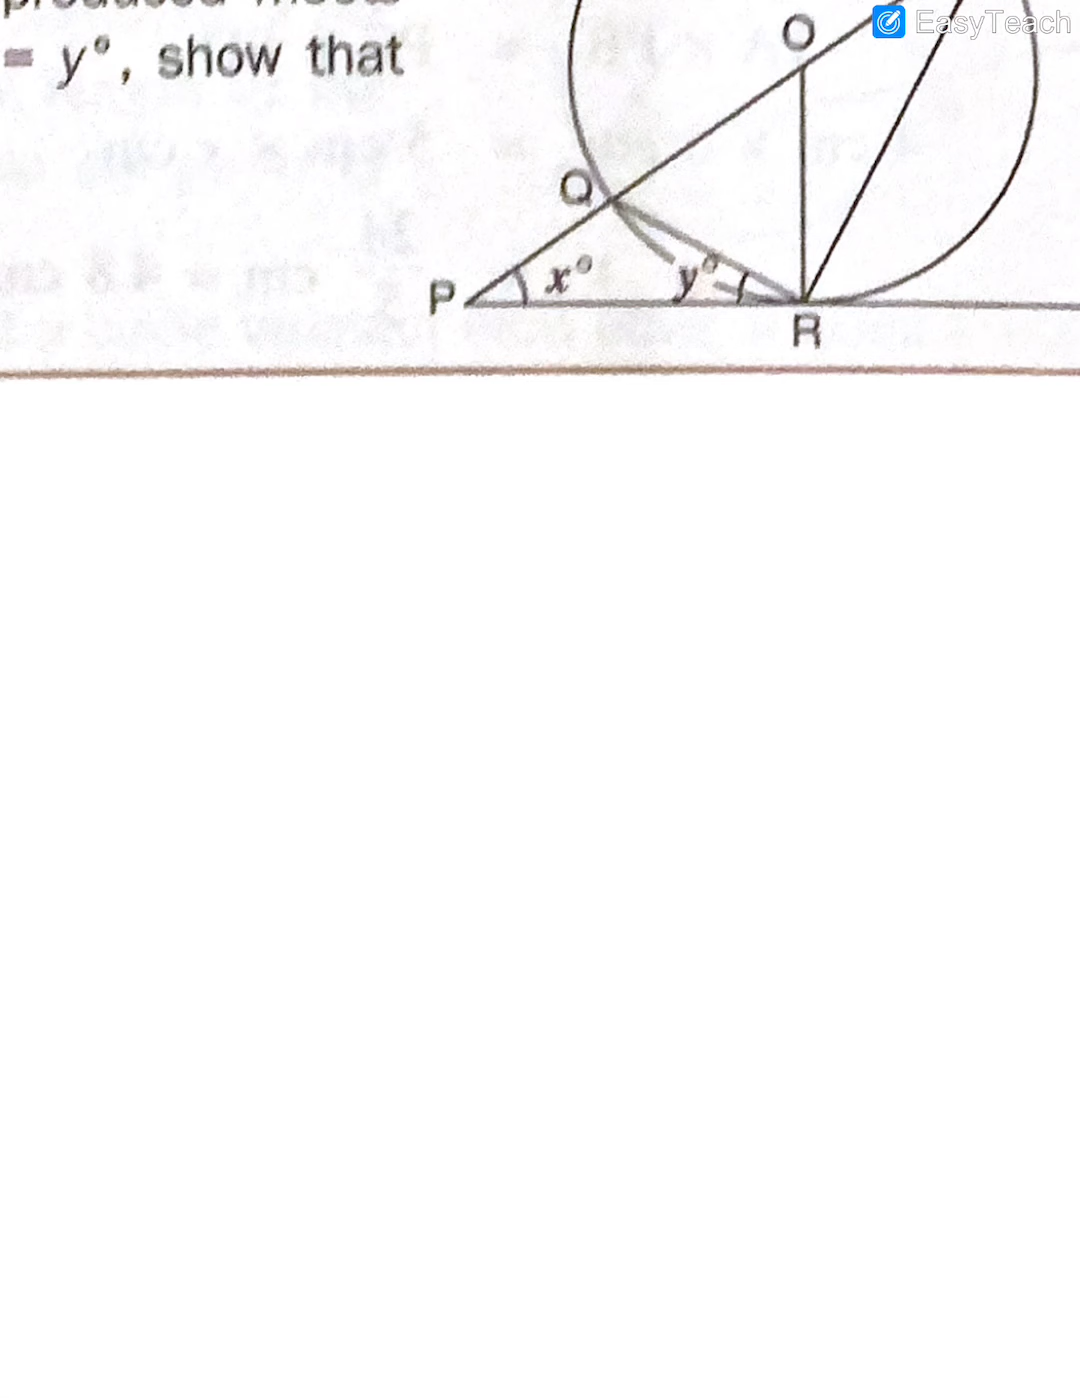 EasyTeach
= y°, show that
O
Q
P
x°
y°
R